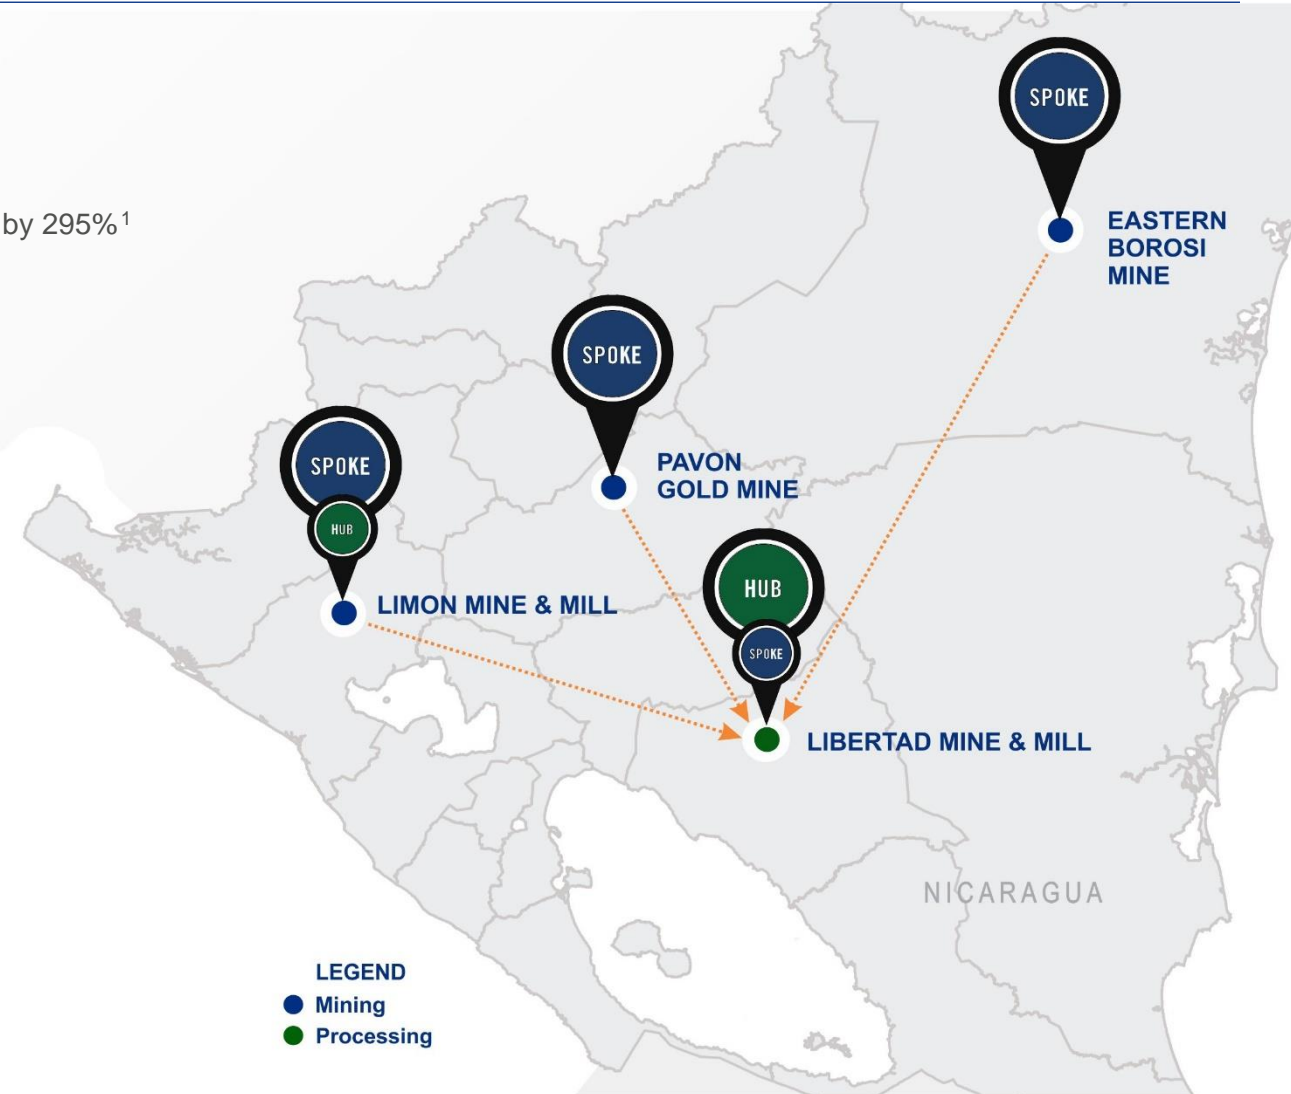 SPOKE
by 295%¹
EASTERN
BOROSI
MINE
SPOKE
PAVON
GOLD MINE
SPOKE
HUB
LIMON MINE & MILL
HUB
SPOKE
LIBERTAD MINE & MILL
NICARAGUA
LEGEND
Mining
Processing